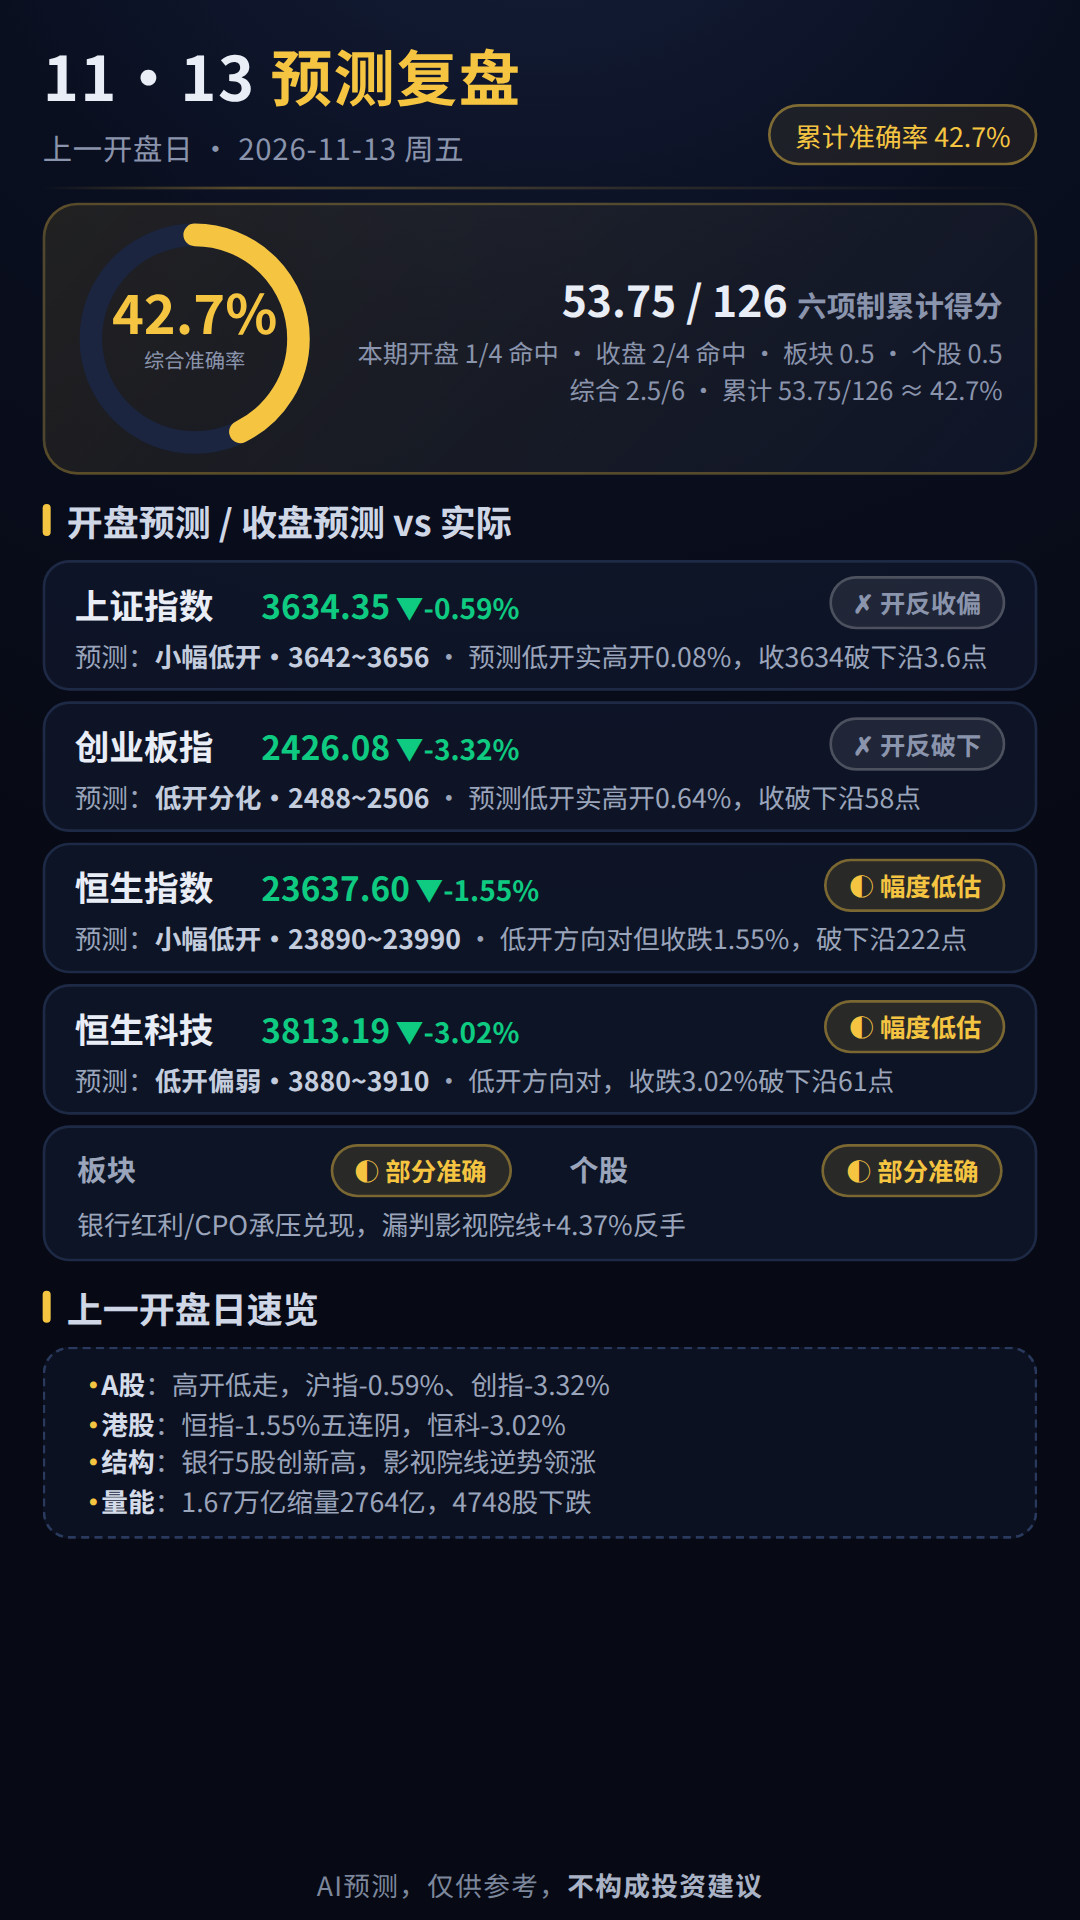 11·13 预测复盘
上一开盘日 · 2026-11-13 周五
累计准确率 42.7%
42.7%
综合准确率
53.75 / 126 六项制累计得分
本期开盘 1/4 命中 · 收盘 2/4 命中 · 板块 0.5 · 个股 0.5
综合 2.5/6 · 累计 53.75/126 ≈ 42.7%
开盘预测 / 收盘预测 vs 实际
上证指数 3634.35 ▼-0.59% ✗ 开反收偏
预测：小幅低开·3642~3656 · 预测低开实高开0.08%，收3634破下沿3.6点
创业板指 2426.08 ▼-3.32% ✗ 开反破下
预测：低开分化·2488~2506 · 预测低开实高开0.64%，收破下沿58点
恒生指数 23637.60 ▼-1.55% ◐ 幅度低估
预测：小幅低开·23890~23990 · 低开方向对但收跌1.55%，破下沿222点
恒生科技 3813.19 ▼-3.02% ◐ 幅度低估
预测：低开偏弱·3880~3910 · 低开方向对，收跌3.02%破下沿61点
板块 ◐ 部分准确 个股 ◐ 部分准确
银行红利/CPO承压兑现，漏判影视院线+4.37%反手
上一开盘日速览
•A股：高开低走，沪指-0.59%、创指-3.32%
•港股：恒指-1.55%五连阴，恒科-3.02%
•结构：银行5股创新高，影视院线逆势领涨
•量能：1.67万亿缩量2764亿，4748股下跌
AI预测，仅供参考，不构成投资建议